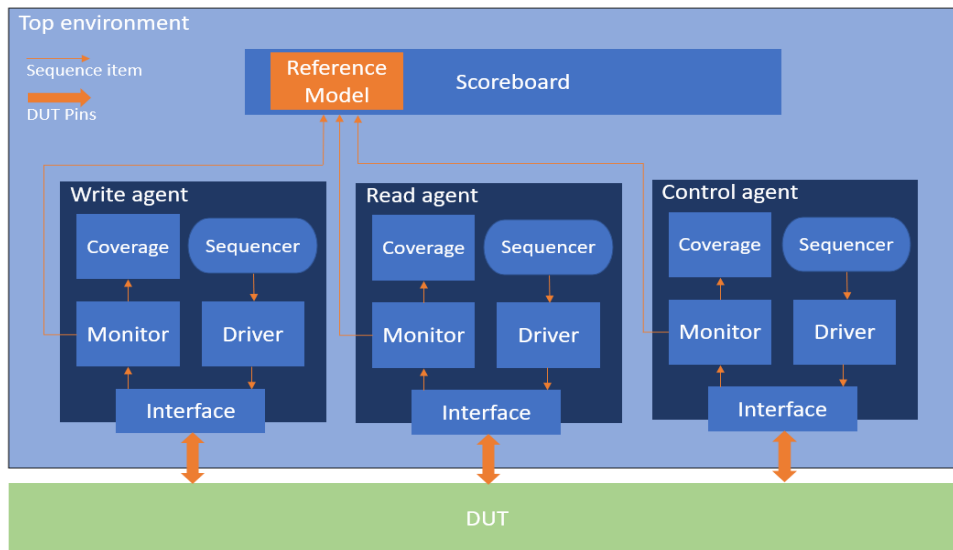 Top environment
Sequence item
DUT Pins
Reference
Model
Scoreboard
Write agent
Coverage
Sequencer
Monitor
Driver
Interface
Read agent
Coverage
Sequencer
Monitor
Driver
Interface
Control agent
Coverage
Sequencer
Monitor
Driver
Interface
DUT